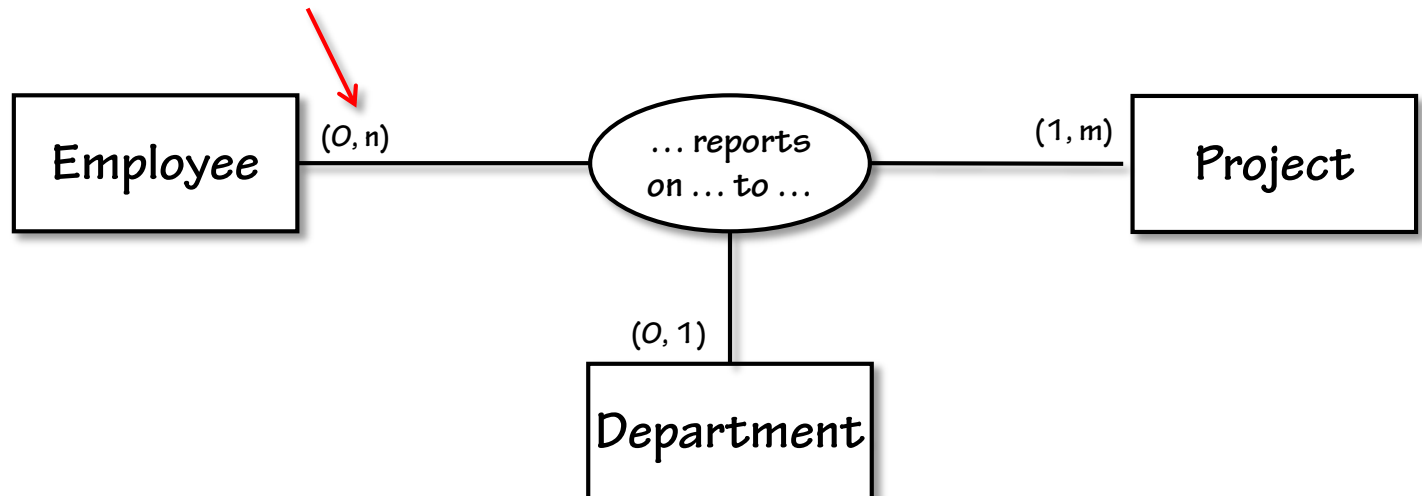 Employee
(0, n)
... reports
on ... to ...
(1, m)
Project
(0, 1)
Department